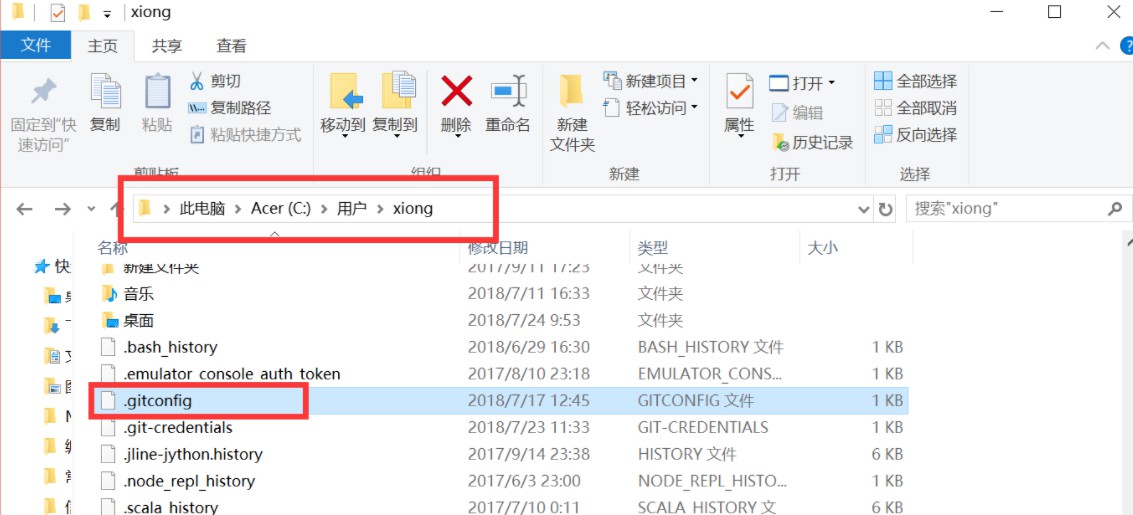 xiong
文件 主页 共享 查看
固定到"快速访问"
复制
粘贴
剪切
复制路径
粘贴快捷方式
剪贴板
移动到 复制到 删除 重命名
组织
新建文件夹
新建项目
轻松访问
新建
属性
打开
编辑
历史记录
打开
全部选择
全部取消
反向选择
选择
此电脑 > Acer (C:) > 用户 > xiong
搜索"xiong"
名称 修改日期 类型 大小
新建文件夹 2017/9/11 17:23 文件夹
音乐 2018/7/11 16:33 文件夹
桌面 2018/7/24 9:53 文件夹
.bash_history 2018/6/29 16:30 BASH_HISTORY 文件 1 KB
.emulator_console_auth_token 2017/8/10 23:18 EMULATOR_CONS... 1 KB
.gitconfig 2018/7/17 12:45 GITCONFIG 文件 1 KB
.git-credentials 2018/7/23 11:33 GIT-CREDENTIALS 1 KB
.jline-jython.history 2017/9/14 23:38 HISTORY 文件 6 KB
.node_repl_history 2017/6/3 23:00 NODE_REPL_HISTO... 1 KB
.scala_history 2017/7/10 0:11 SCALA_HISTORY 文 6 KB
快